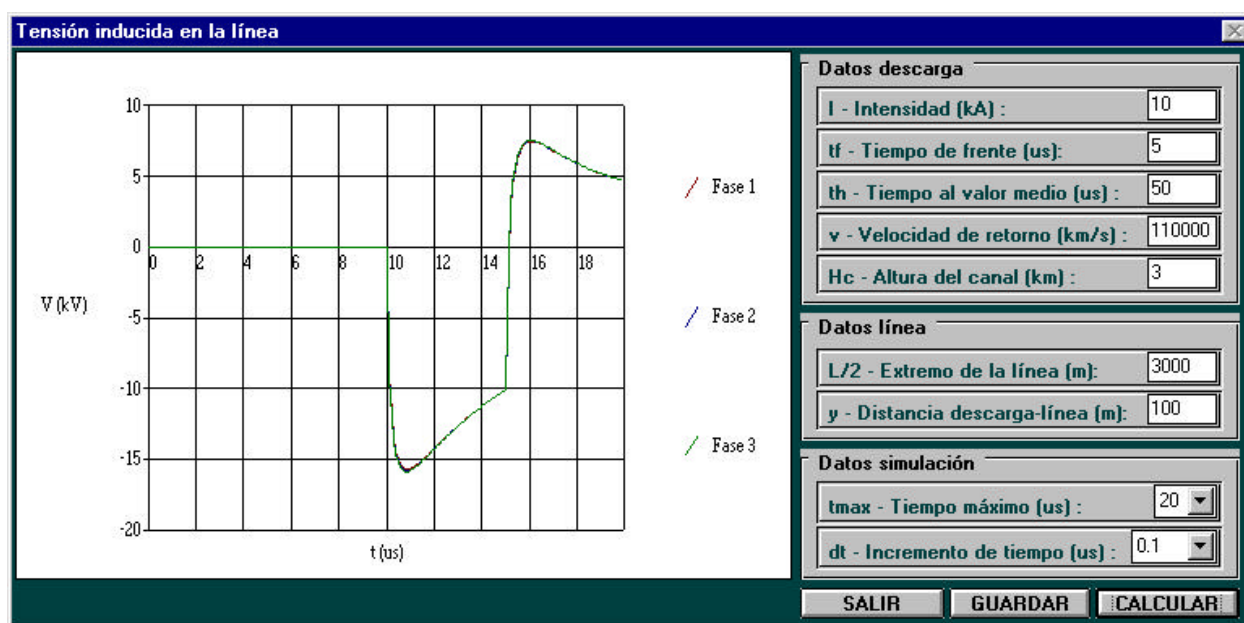 Tensión inducida en la línea
10
5
0
-5
-10
-15
-20
0 2 4 6 8 10 12 14 16 18
V (kV)
t (us)
Fase 1
Fase 2
Fase 3
Datos descarga
I - Intensidad (kA) : 10
tf - Tiempo de frente (us): 5
th - Tiempo al valor medio (us) : 50
v - Velocidad de retorno (km/s) : 110000
Hc - Altura del canal (km) : 3
Datos línea
L/2 - Extremo de la línea (m): 3000
y - Distancia descarga-línea (m): 100
Datos simulación
tmax - Tiempo máximo (us) : 20
dt - Incremento de tiempo (us) : 0.1
SALIR GUARDAR CALCULAR